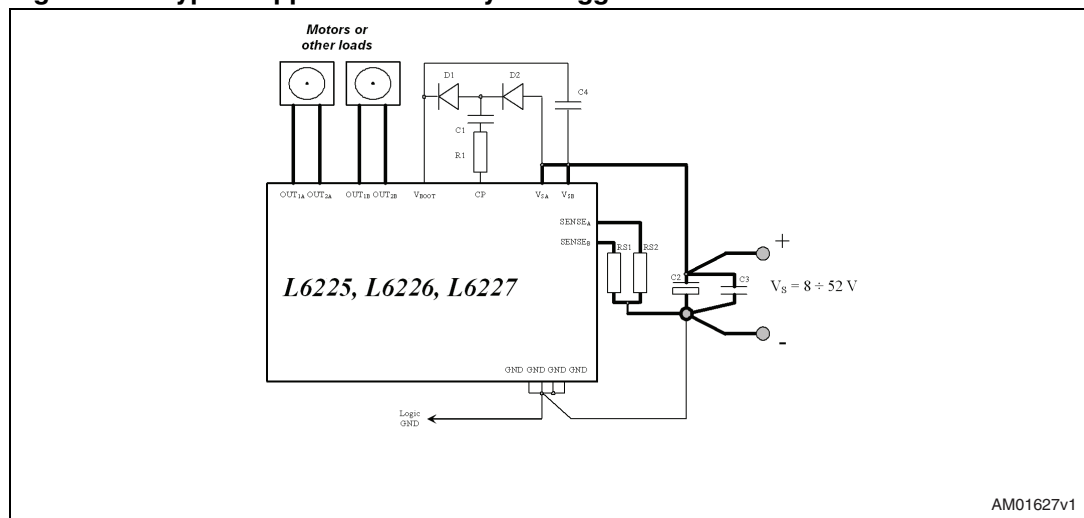 Motors or
other loads
D1
D2
C4
C1
R1
OUT1A OUT2A OUT1B OUT2B VBOOT CP VSA VSB
SENSEA
SENSEB
RS1 RS2
+
C2
C3
VS = 8 ÷ 52 V
L6225, L6226, L6227
-
GND GND GND GND
Logic
GND
AM01627v1